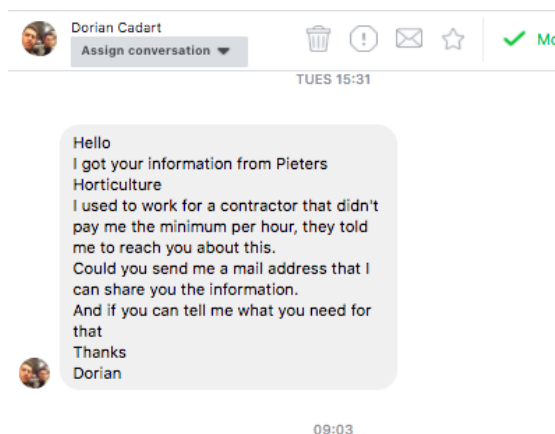 Dorian Cadart
Assign conversation
TUES 15:31
Hello
I got your information from Pieters
Horticulture
I used to work for a contractor that didn't
pay me the minimum per hour, they told
me to reach you about this.
Could you send me a mail address that I
can share you the information.
And if you can tell me what you need for
that
Thanks
Dorian
09:03